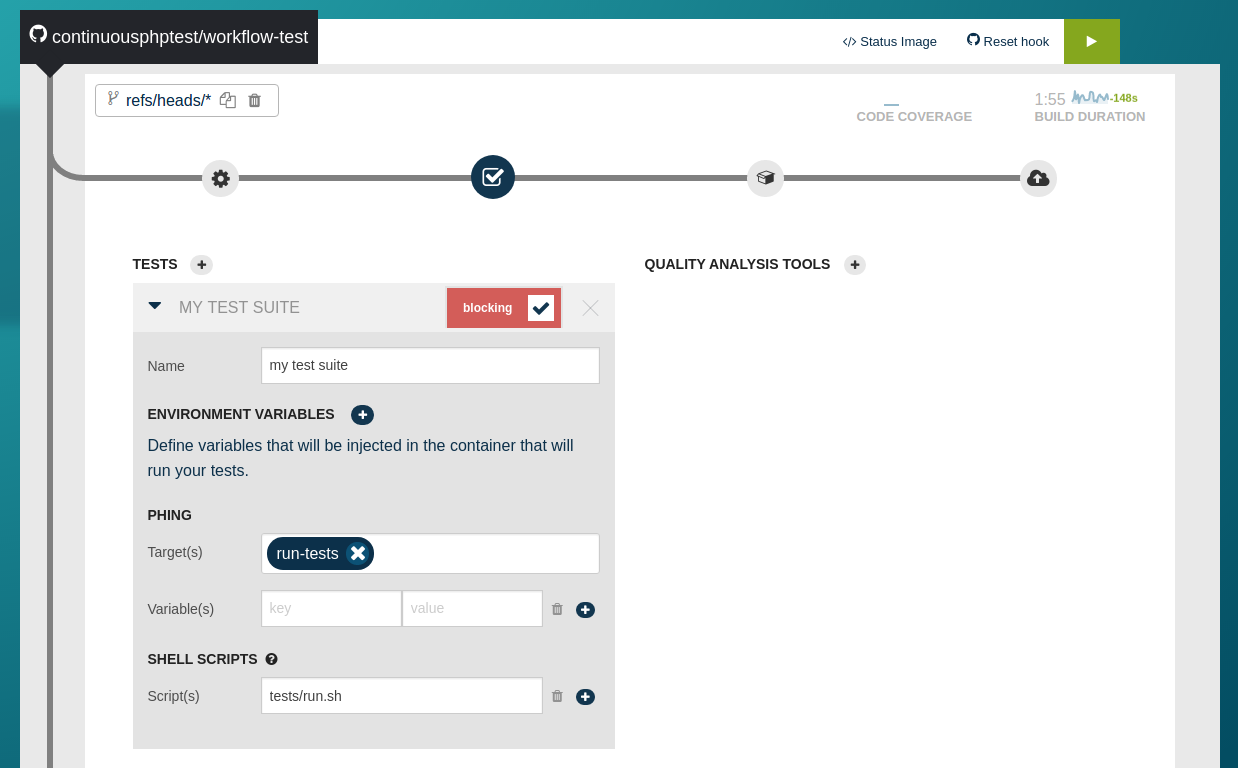 continuousphptest/workflow-test
</> Status Image
Reset hook
refs/heads/*
1:55
-148s
CODE COVERAGE
BUILD DURATION
TESTS
QUALITY ANALYSIS TOOLS
MY TEST SUITE
blocking
Name
my test suite
ENVIRONMENT VARIABLES
Define variables that will be injected in the container that will
run your tests.
PHING
Target(s)
run-tests
Variable(s)
key
value
SHELL SCRIPTS
Script(s)
tests/run.sh